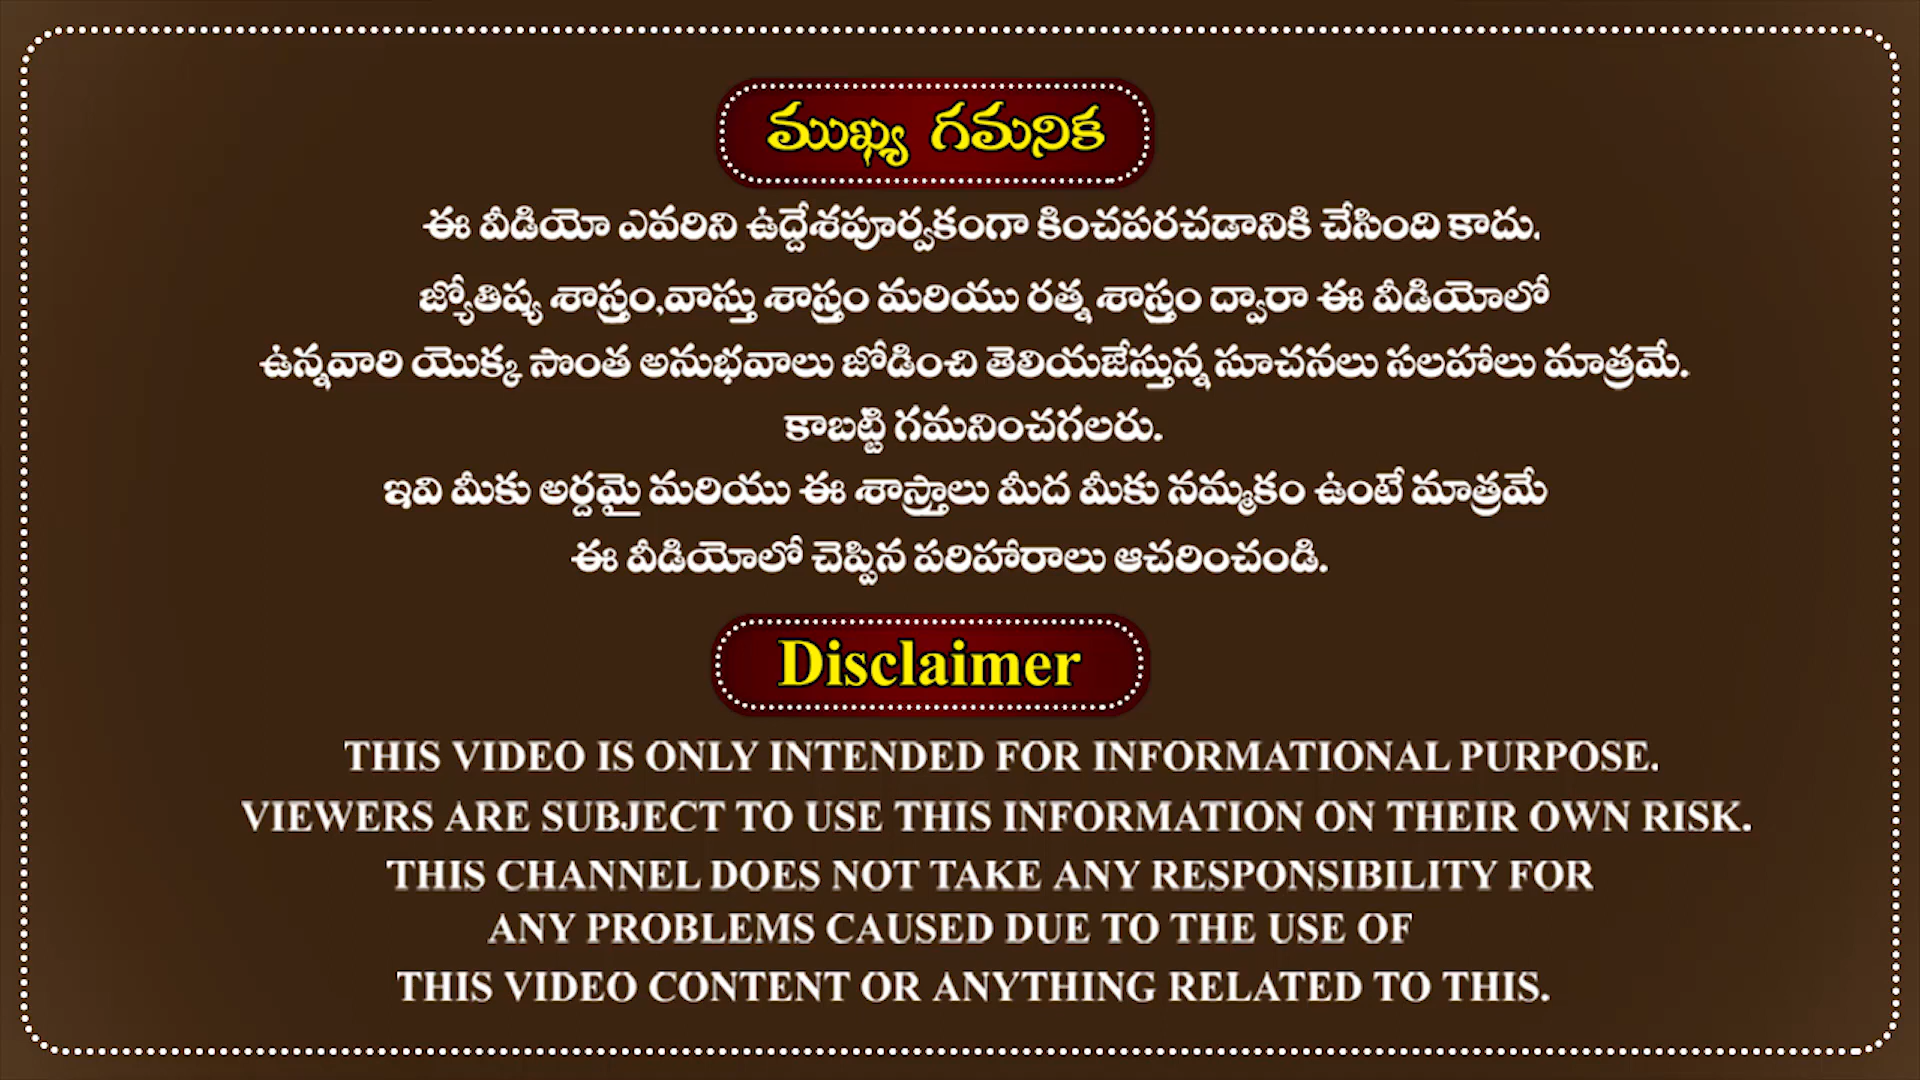 ముఖ్య గమనిక
ఈ వీడియో ఎవరిని ఉద్దేశపూర్వకంగా కించపరచడానికి చేసింది కాదు.
జ్యోతిష్య శాస్త్రం,వాస్తు శాస్త్రం మరియు రత్న శాస్త్రం ద్వారా ఈ వీడియోలో
ఉన్నవారి యొక్క సొంత అనుభవాలు జోడించి తెలియజేస్తున్న సూచనలు సలహాలు మాత్రమే.
కాబట్టి గమనించగలరు.
ఇవి మీకు అర్దమై మరియు ఈ శాస్త్రాలు మీద మీకు నమ్మకం ఉంటే మాత్రమే
ఈ వీడియోలో చెప్పిన పరిహారాలు ఆచరించండి.
Disclaimer
THIS VIDEO IS ONLY INTENDED FOR INFORMATIONAL PURPOSE.
VIEWERS ARE SUBJECT TO USE THIS INFORMATION ON THEIR OWN RISK.
THIS CHANNEL DOES NOT TAKE ANY RESPONSIBILITY FOR
ANY PROBLEMS CAUSED DUE TO THE USE OF
THIS VIDEO CONTENT OR ANYTHING RELATED TO THIS.